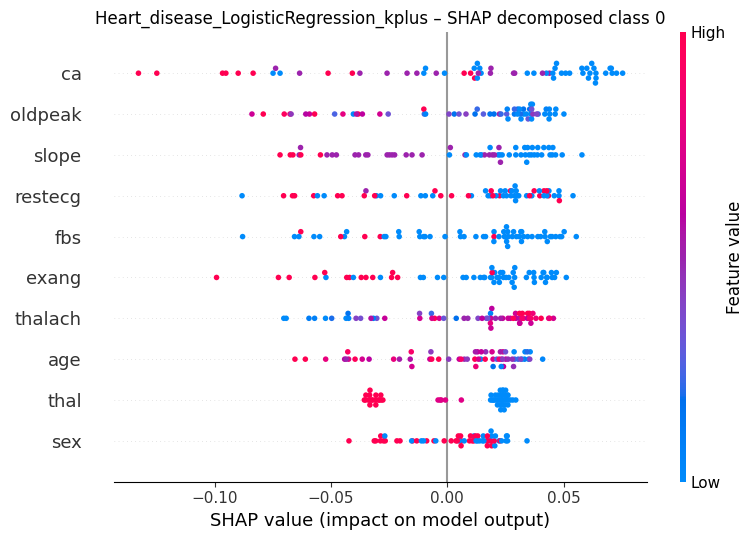 Heart_disease_LogisticRegression_kplus – SHAP decomposed class 0
High
ca
oldpeak
slope
restecg
fbs
exang
thalach
age
thal
sex
Feature value
Low
−0.10 −0.05 0.00 0.05
SHAP value (impact on model output)